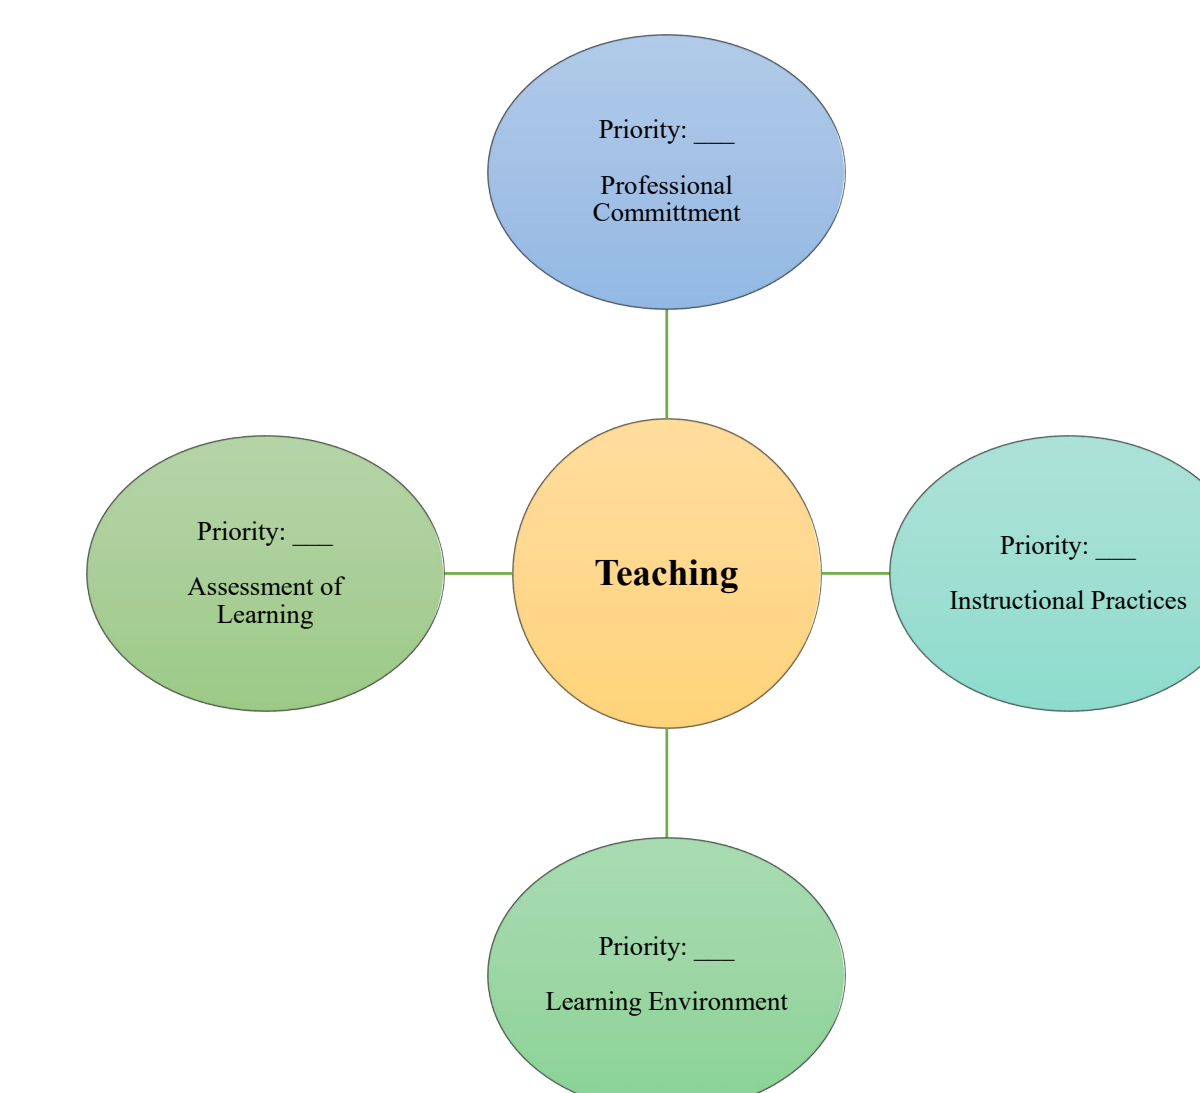 Priority: ___
Professional
Committment
Priority: ___
Assessment of
Learning
Teaching
Priority: ___
Instructional Practices
Priority: ___
Learning Environment